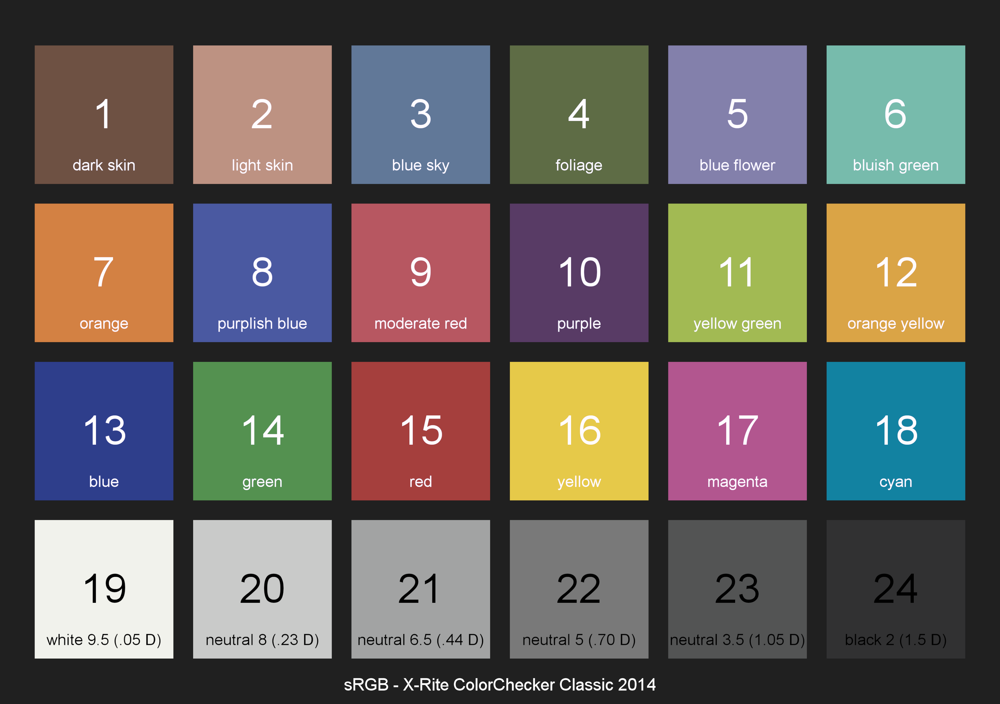 1 2 3 4 5 6
dark skin light skin blue sky foliage blue flower bluish green
7 8 9 10 11 12
orange purplish blue moderate red purple yellow green orange yellow
13 14 15 16 17 18
blue green red yellow magenta cyan
19 20 21 22 23 24
white 9.5 (.05 D) neutral 8 (.23 D) neutral 6.5 (.44 D) neutral 5 (.70 D) neutral 3.5 (1.05 D) black 2 (1.5 D)
sRGB - X-Rite ColorChecker Classic 2014